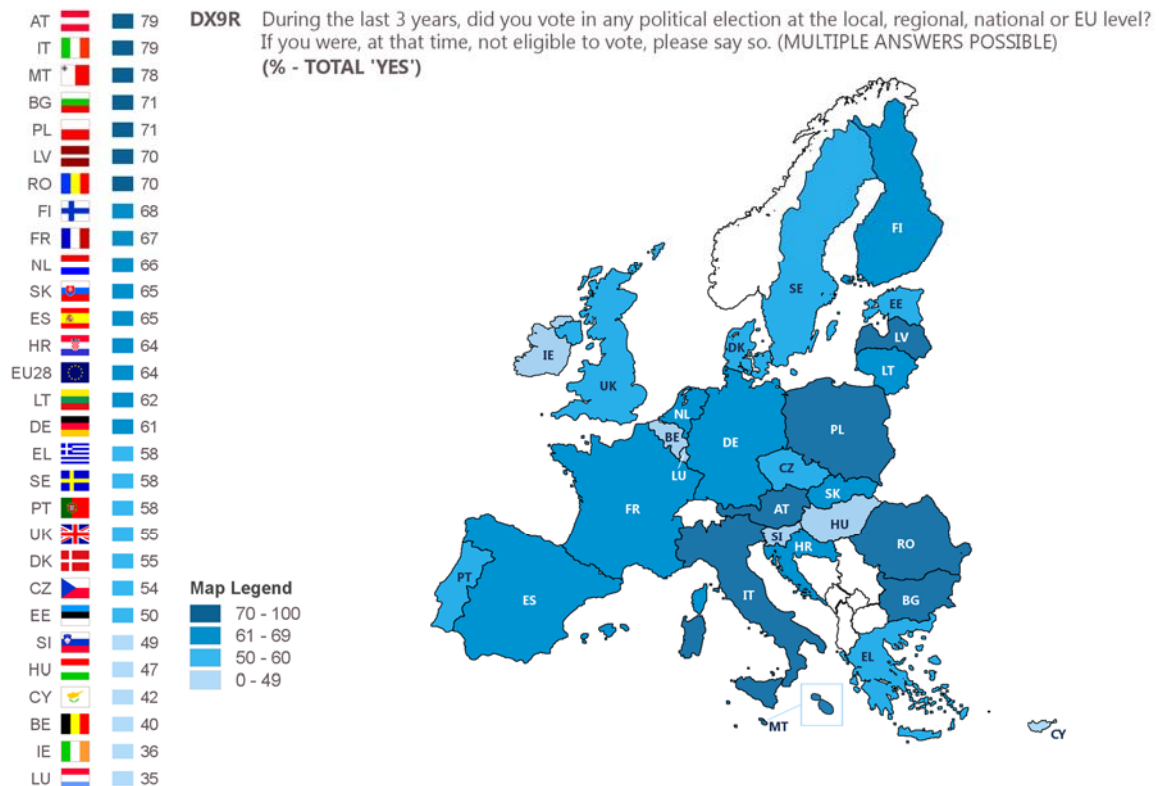 AT 79
IT 79
MT 78
BG 71
PL 71
LV 70
RO 70
FI 68
FR 67
NL 66
SK 65
ES 65
HR 64
EU28 64
LT 62
DE 61
EL 58
SE 58
PT 58
UK 55
DK 55
CZ 54
EE 50
SI 49
HU 47
CY 42
BE 40
IE 36
LU 35
DX9R During the last 3 years, did you vote in any political election at the local, regional, national or EU level?
If you were, at that time, not eligible to vote, please say so. (MULTIPLE ANSWERS POSSIBLE)
(% - TOTAL 'YES')
FI
SE
EE
LV
DK
LT
IE
UK
NL
BE
DE
PL
LU
CZ
SK
FR
AT
HU
SI
HR
RO
PT
ES
IT
BG
EL
MT
CY
Map Legend
70 - 100
61 - 69
50 - 60
0 - 49